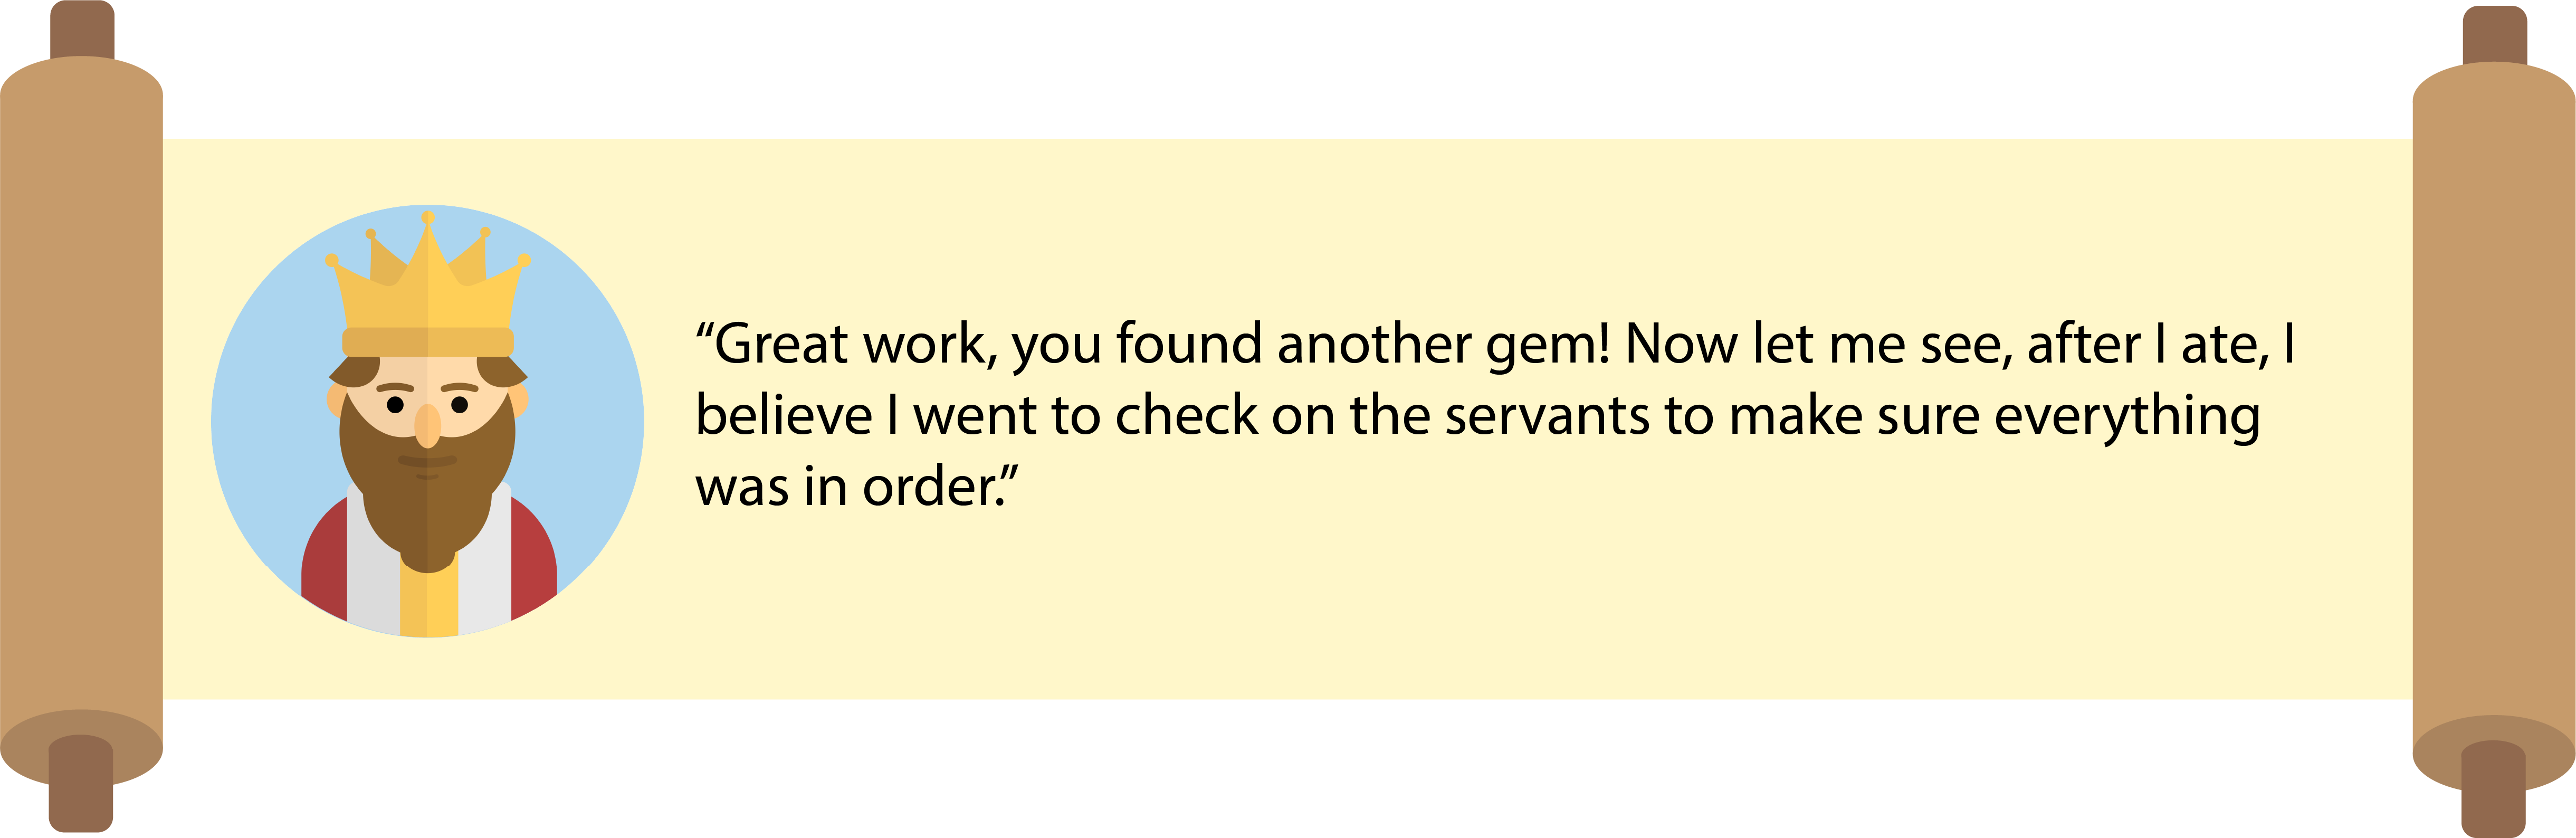 “Great work, you found another gem! Now let me see, after I ate, I
believe I went to check on the servants to make sure everything
was in order.”